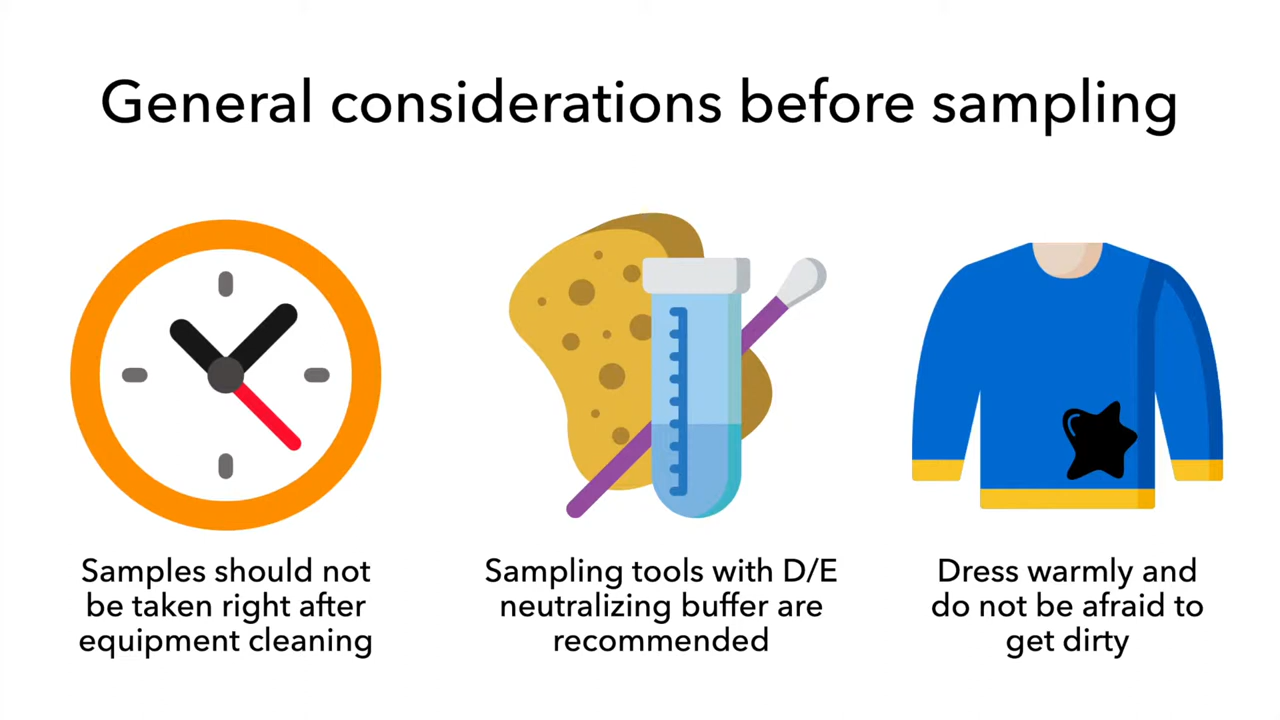 General considerations before sampling
Samples should not
be taken right after
equipment cleaning
Sampling tools with D/E
neutralizing buffer are
recommended
Dress warmly and
do not be afraid to
get dirty